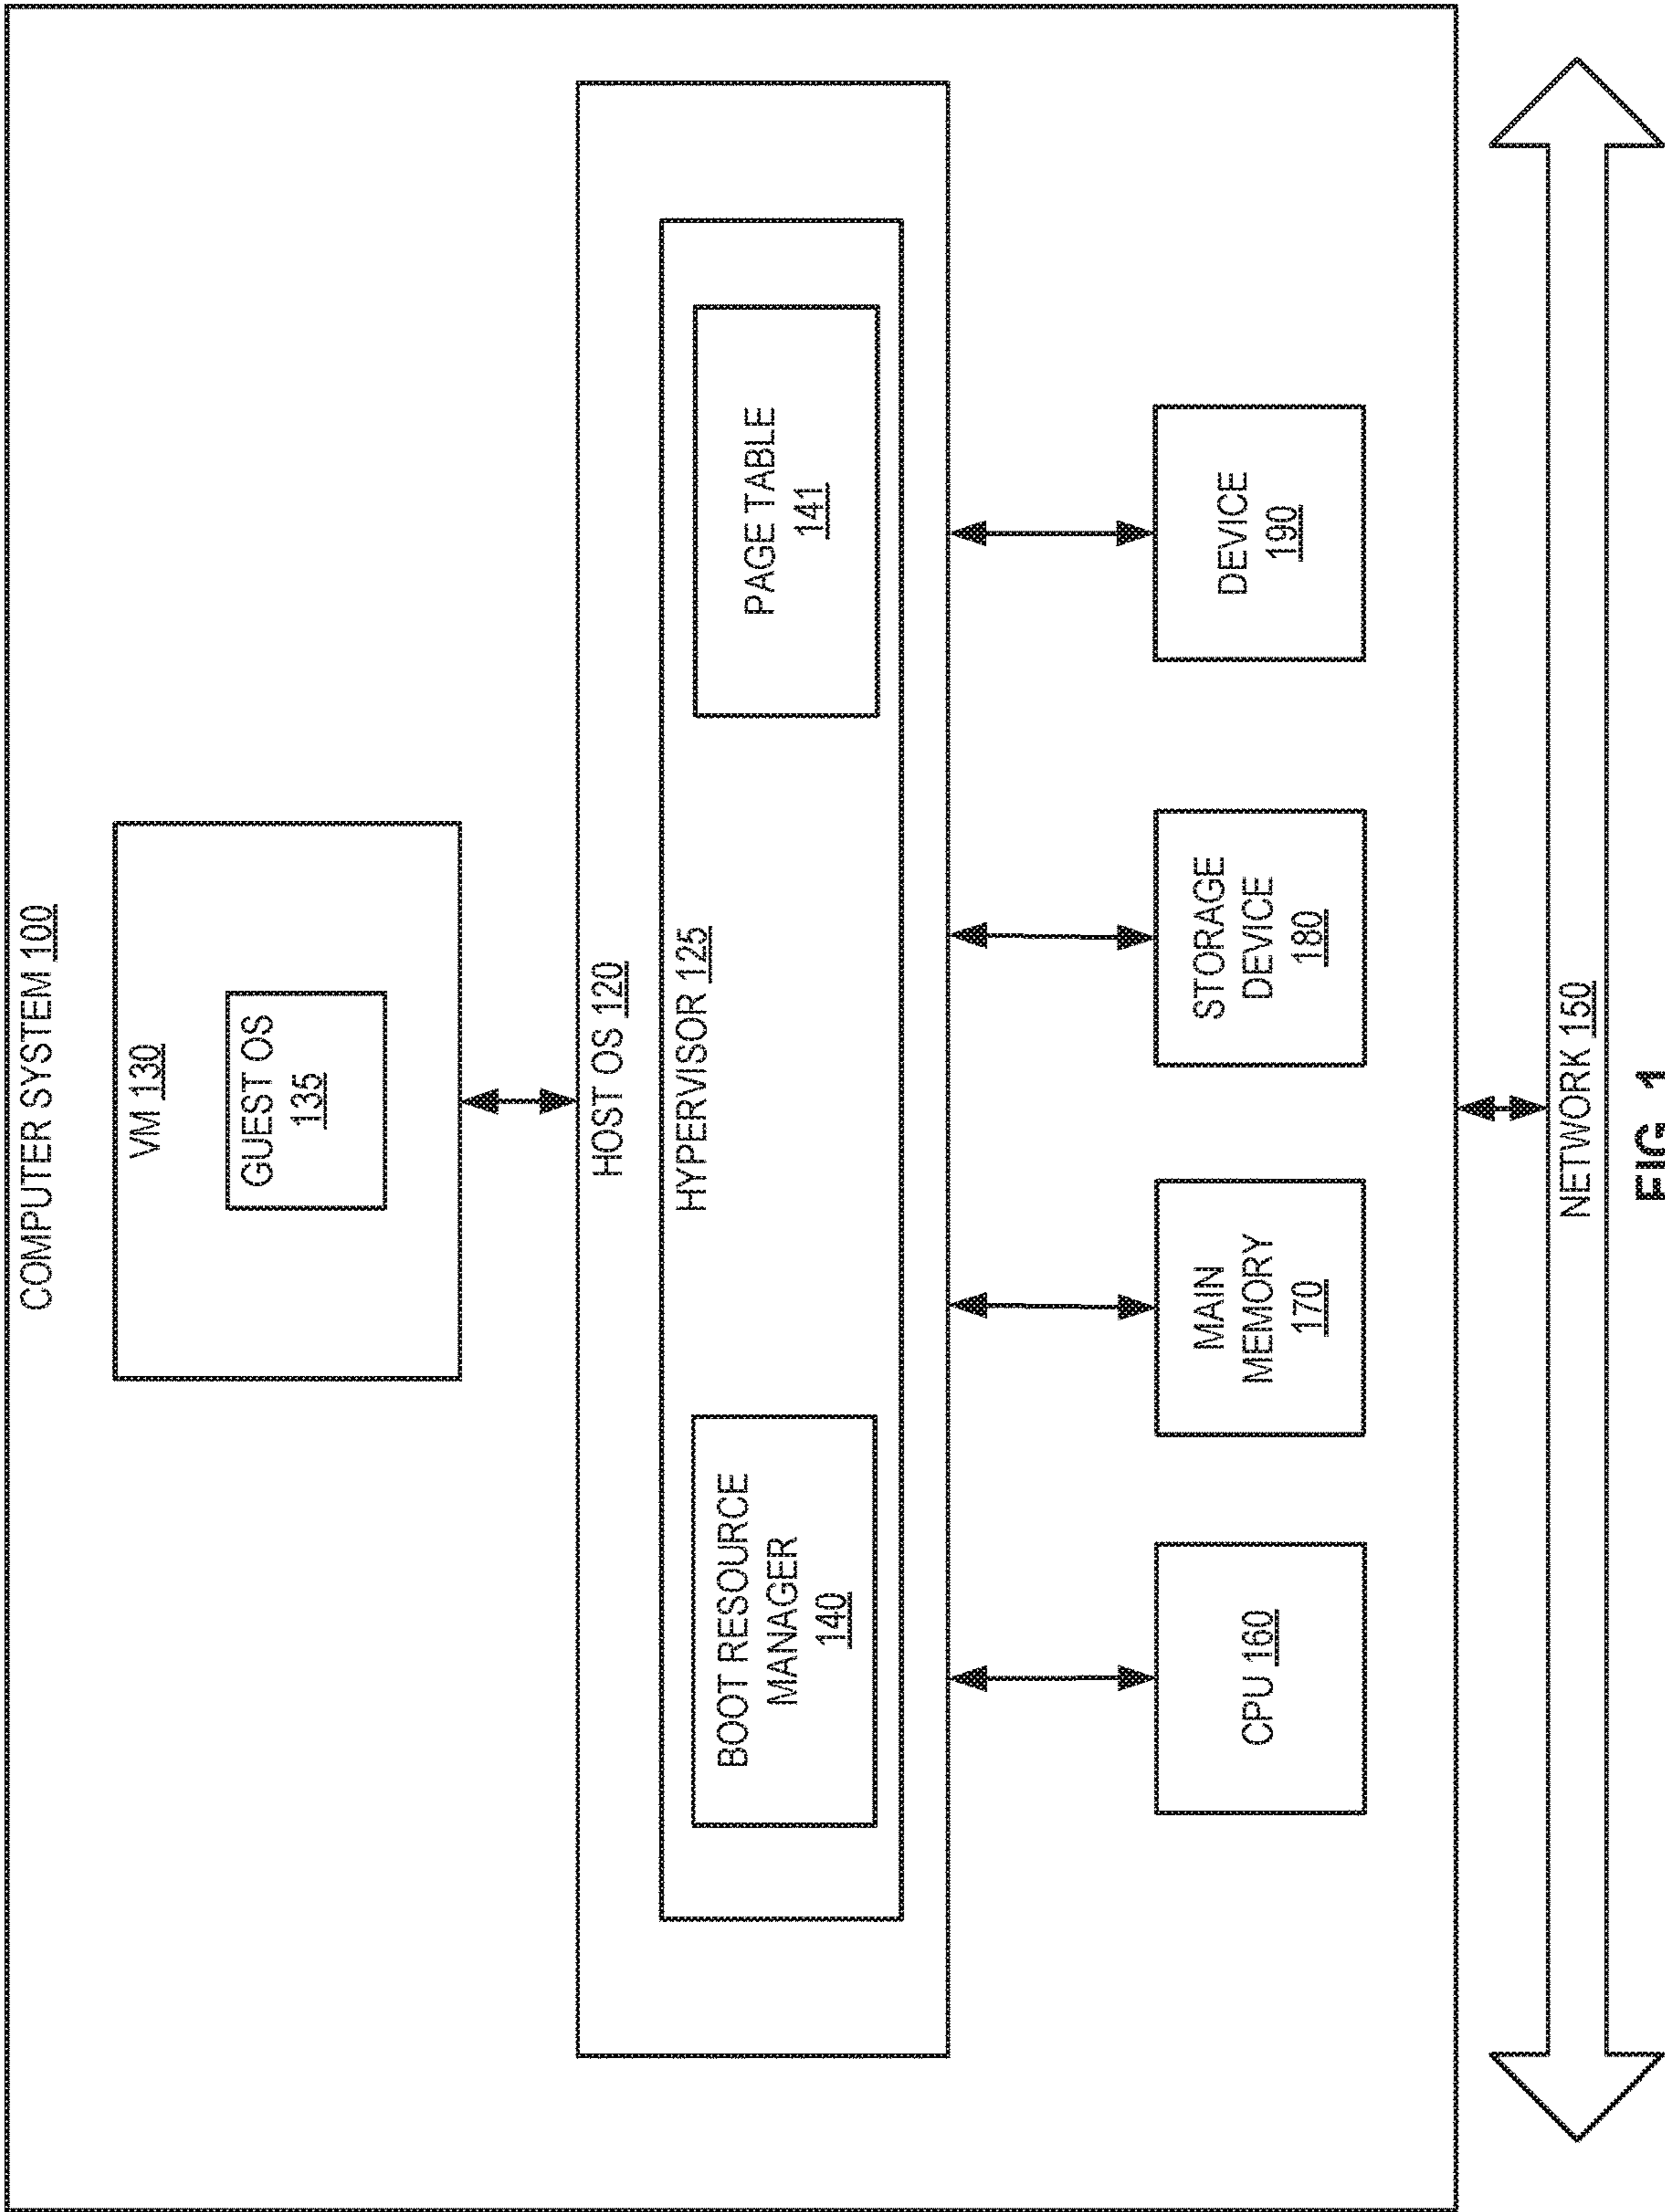 COMPUTER SYSTEM 100
VM 130
GUEST OS
135
HOST OS 120
HYPERVISOR 125
BOOT RESOURCE
MANAGER
140
PAGE TABLE
141
CPU 160
MAIN
MEMORY
170
STORAGE
DEVICE
180
DEVICE
190
NETWORK 150
FIG. 1